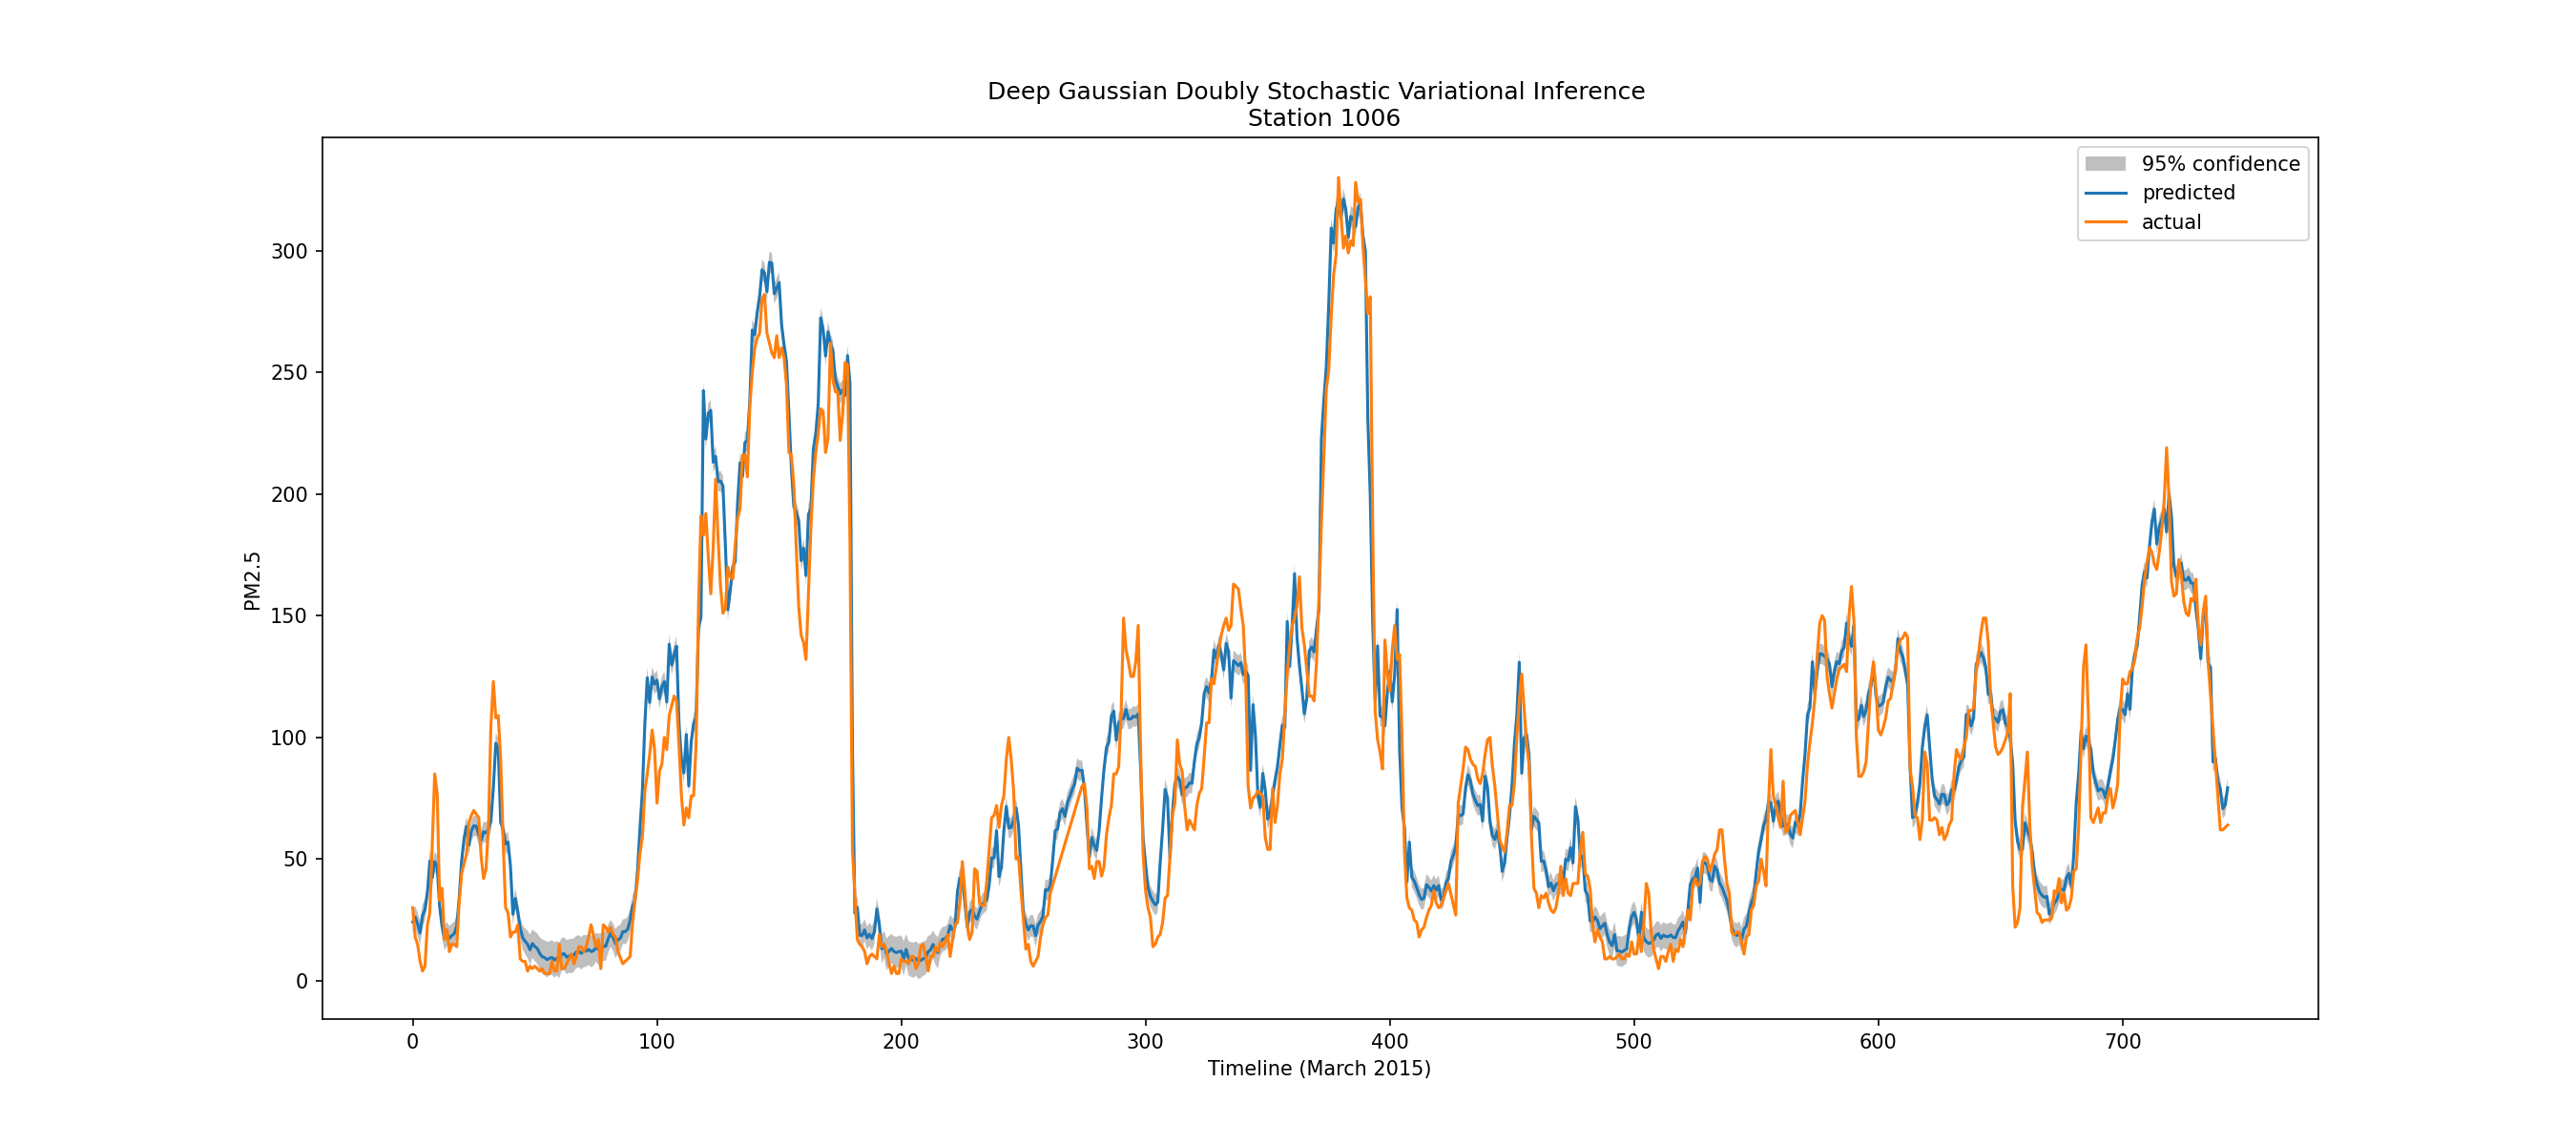 Deep Gaussian Doubly Stochastic Variational Inference
Station 1006
95% confidence
predicted
actual
300
250
200
150
100
50
0
PM2.5
0 100 200 300 400 500 600 700
Timeline (March 2015)